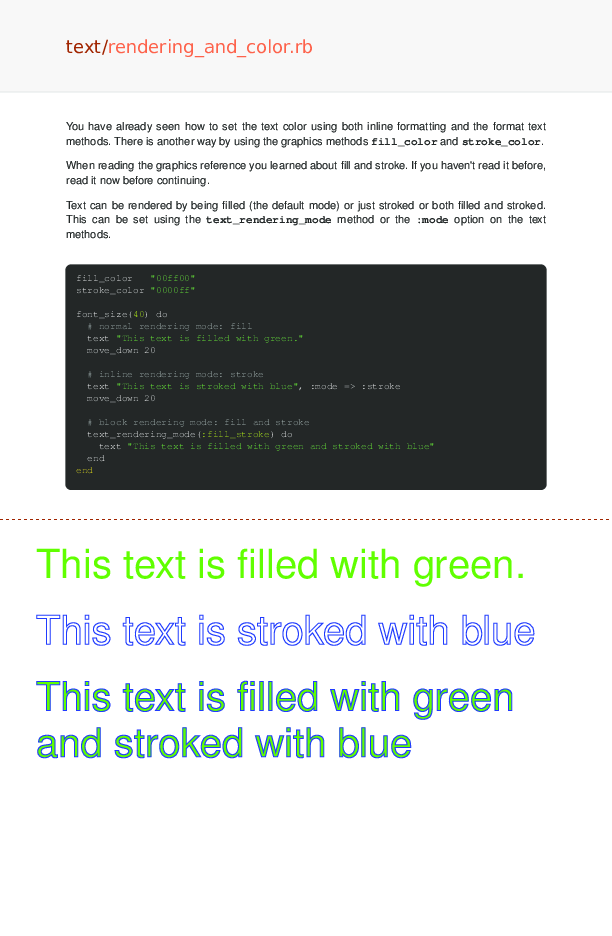 text/rendering_and_color.rb
You have already seen how to set the text color using both inline formatting and the format text
methods. There is another way by using the graphics methods fill_color and stroke_color.
When reading the graphics reference you learned about fill and stroke. If you haven't read it before,
read it now before continuing.
Text can be rendered by being filled (the default mode) or just stroked or both filled and stroked.
This can be set using the text_rendering_mode method or the :mode option on the text
methods.
fill_color   "00ff00"
stroke_color "0000ff"
font_size(40) do
  # normal rendering mode: fill
  text "This text is filled with green."
  move_down 20
  # inline rendering mode: stroke
  text "This text is stroked with blue", :mode => :stroke
  move_down 20
  # block rendering mode: fill and stroke
  text_rendering_mode(:fill_stroke) do
    text "This text is filled with green and stroked with blue"
  end
end
This text is filled with green.
This text is stroked with blue
This text is filled with green
and stroked with blue